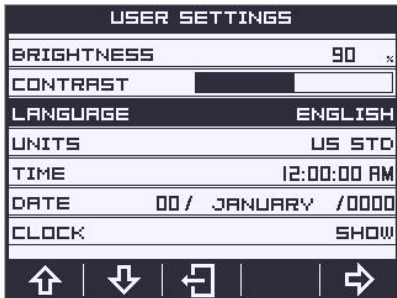 USER SETTINGS
BRIGHTNESS 90 %
CONTRAST
LANGUAGE ENGLISH
UNITS US STD
TIME 12:00:00 AM
DATE 00/ JANUARY /0000
CLOCK SHOW